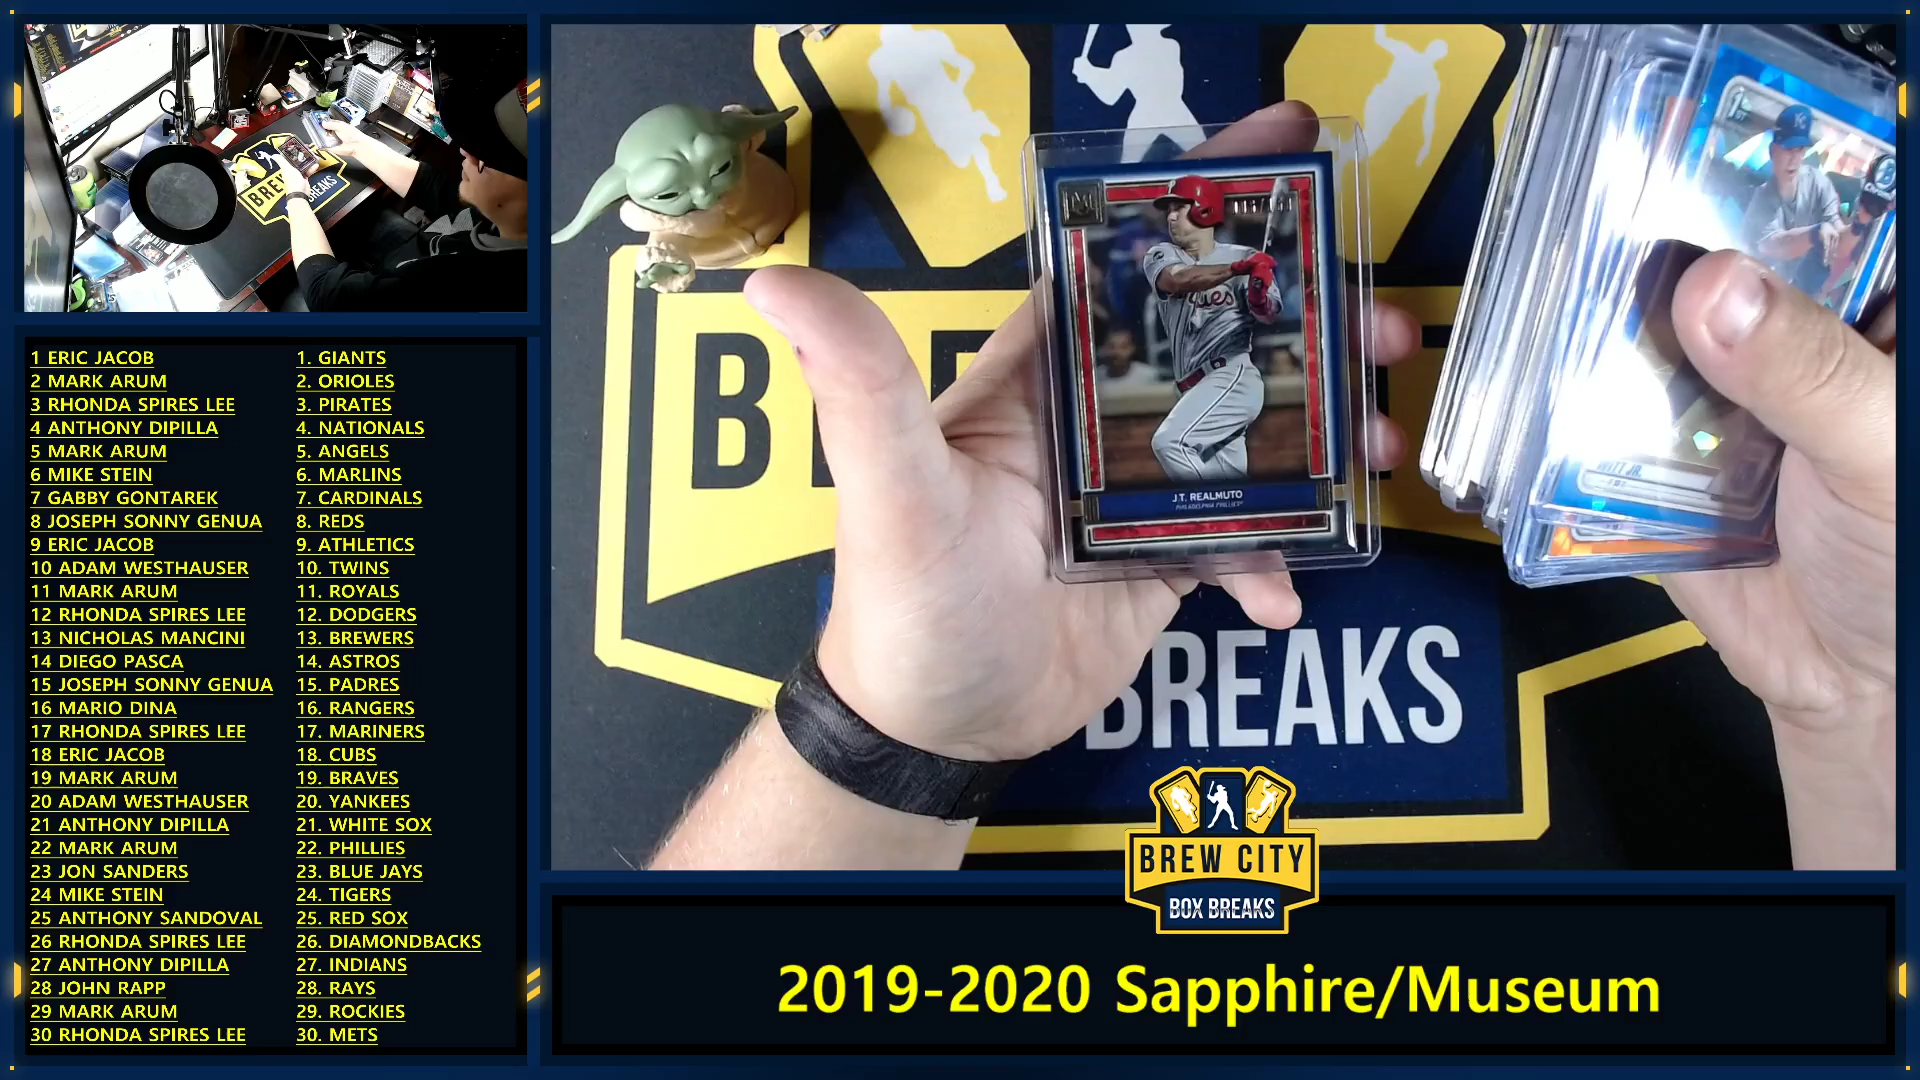 1 ERIC JACOB
2 MARK ARUM
3 RHONDA SPIRES LEE
4 ANTHONY DIPILLA
5 MARK ARUM
6 MIKE STEIN
7 GABBY GONTAREK
8 JOSEPH SONNY GENUA
9 ERIC JACOB
10 ADAM WESTHAUSER
11 MARK ARUM
12 RHONDA SPIRES LEE
13 NICHOLAS MANCINI
14 DIEGO PASCA
15 JOSEPH SONNY GENUA
16 MARIO DINA
17 RHONDA SPIRES LEE
18 ERIC JACOB
19 MARK ARUM
20 ADAM WESTHAUSER
21 ANTHONY DIPILLA
22 MARK ARUM
23 JON SANDERS
24 MIKE STEIN
25 ANTHONY SANDOVAL
26 RHONDA SPIRES LEE
27 ANTHONY DIPILLA
28 JOHN RAPP
29 MARK ARUM
30 RHONDA SPIRES LEE
1. GIANTS
2. ORIOLES
3. PIRATES
4. NATIONALS
5. ANGELS
6. MARLINS
7. CARDINALS
8. REDS
9. ATHLETICS
10. TWINS
11. ROYALS
12. DODGERS
13. BREWERS
14. ASTROS
15. PADRES
16. RANGERS
17. MARINERS
18. CUBS
19. BRAVES
20. YANKEES
21. WHITE SOX
22. PHILLIES
23. BLUE JAYS
24. TIGERS
25. RED SOX
26. DIAMONDBACKS
27. INDIANS
28. RAYS
29. ROCKIES
30. METS
J.T. REALMUTO
PHILADELPHIA PHILLIES
KC
BREAKS
BREW CITY
BOX BREAKS
2019-2020 Sapphire/Museum